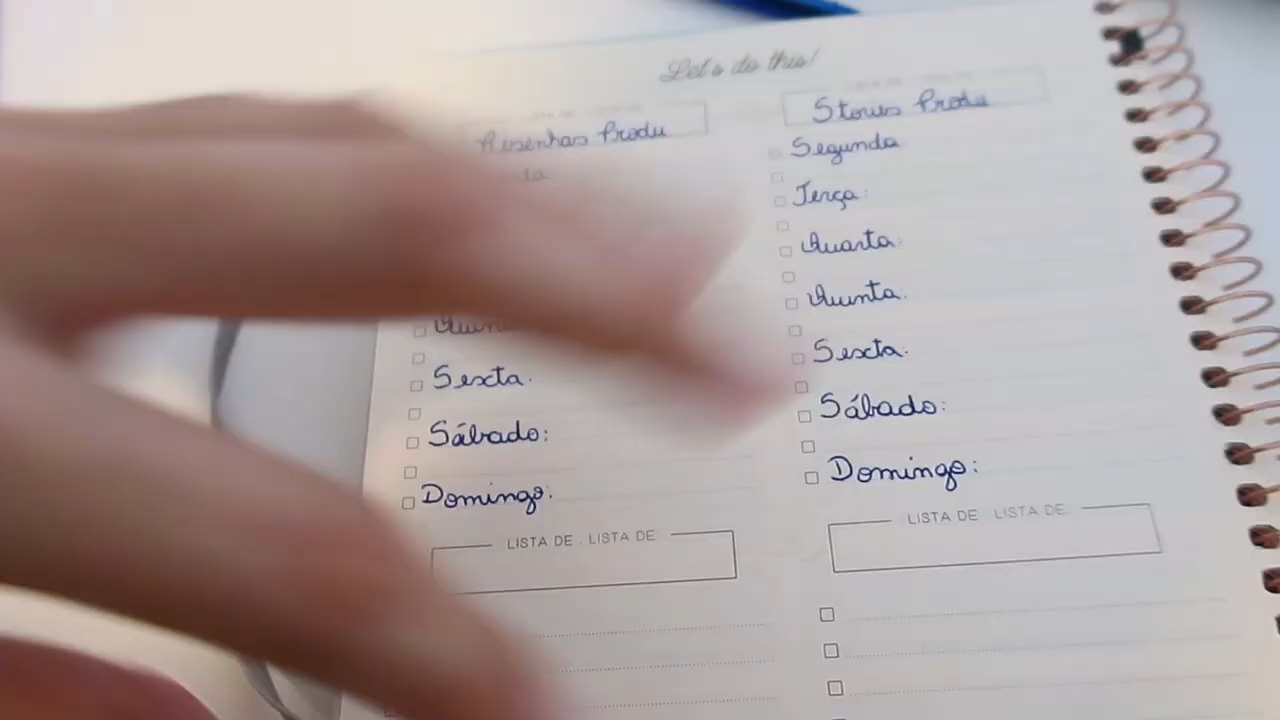 Let's do this!
Resenhas Produ
Sexta.
Sábado:
Domingo:
LISTA DE . LISTA DE
Stories Produ
Segunda
Terça:
Quarta:
Quinta:
Sexta:
Sábado:
Domingo:
LISTA DE . LISTA DE